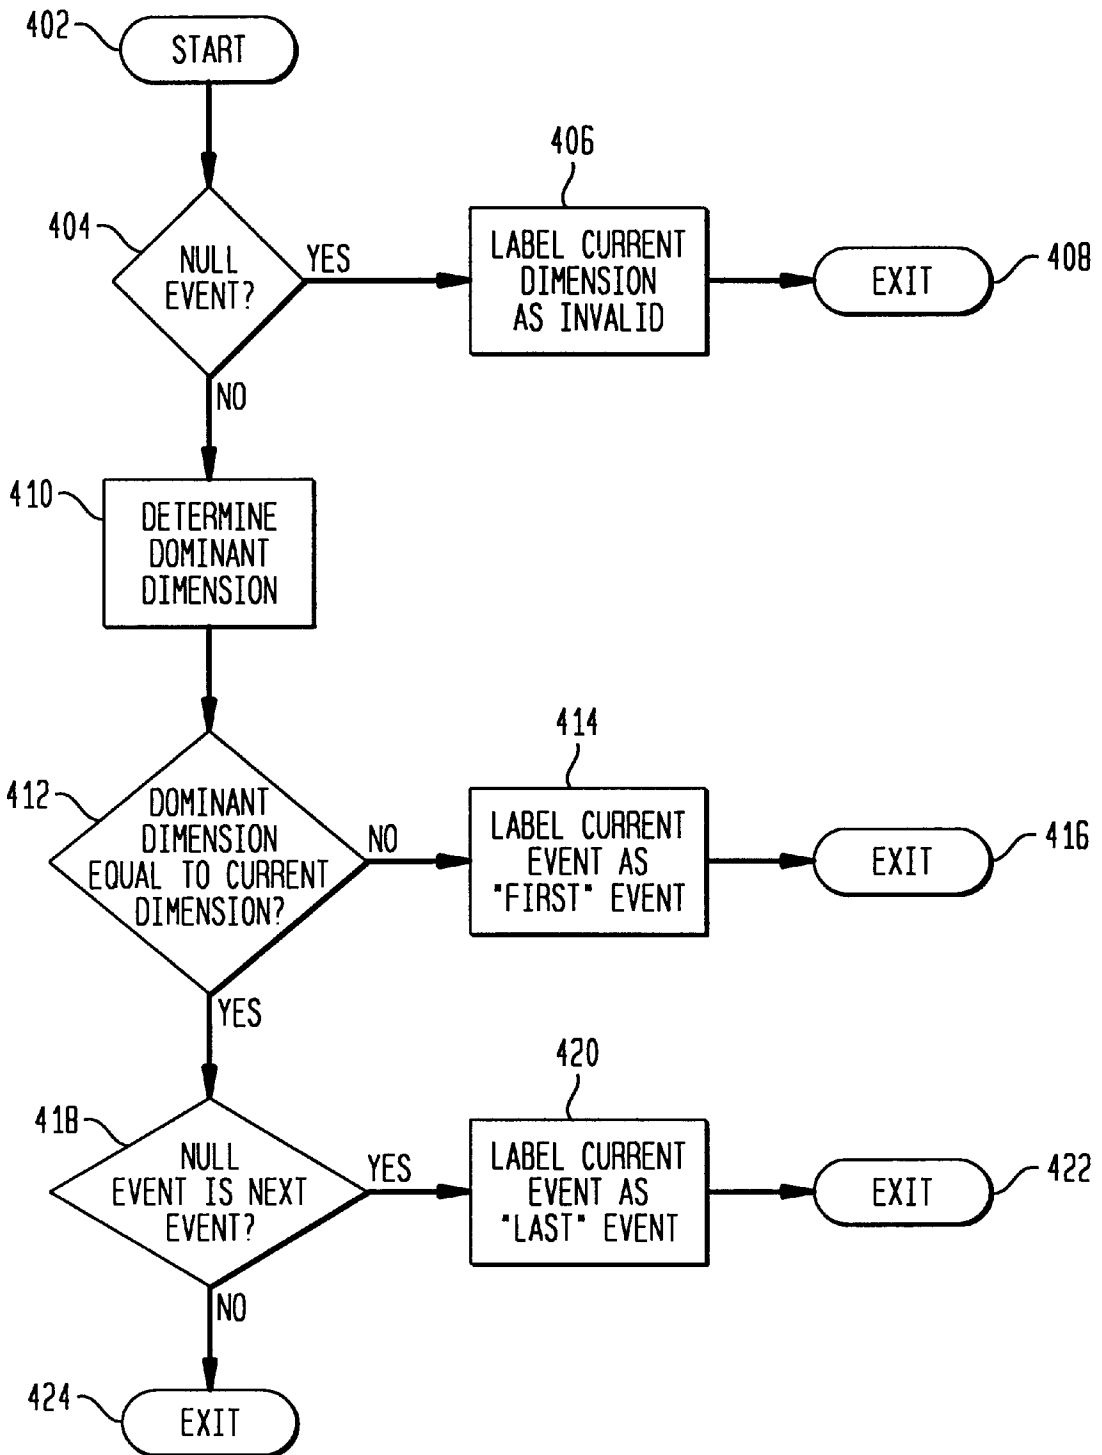 402
START
406
404
NULL
EVENT?
YES
LABEL CURRENT
DIMENSION
AS INVALID
EXIT
408
NO
410
DETERMINE
DOMINANT
DIMENSION
414
412
DOMINANT
DIMENSION
EQUAL TO CURRENT
DIMENSION?
NO
LABEL CURRENT
EVENT AS
"FIRST" EVENT
EXIT
416
YES
420
418
NULL
EVENT IS NEXT
EVENT?
YES
LABEL CURRENT
EVENT AS
"LAST" EVENT
EXIT
422
NO
424
EXIT